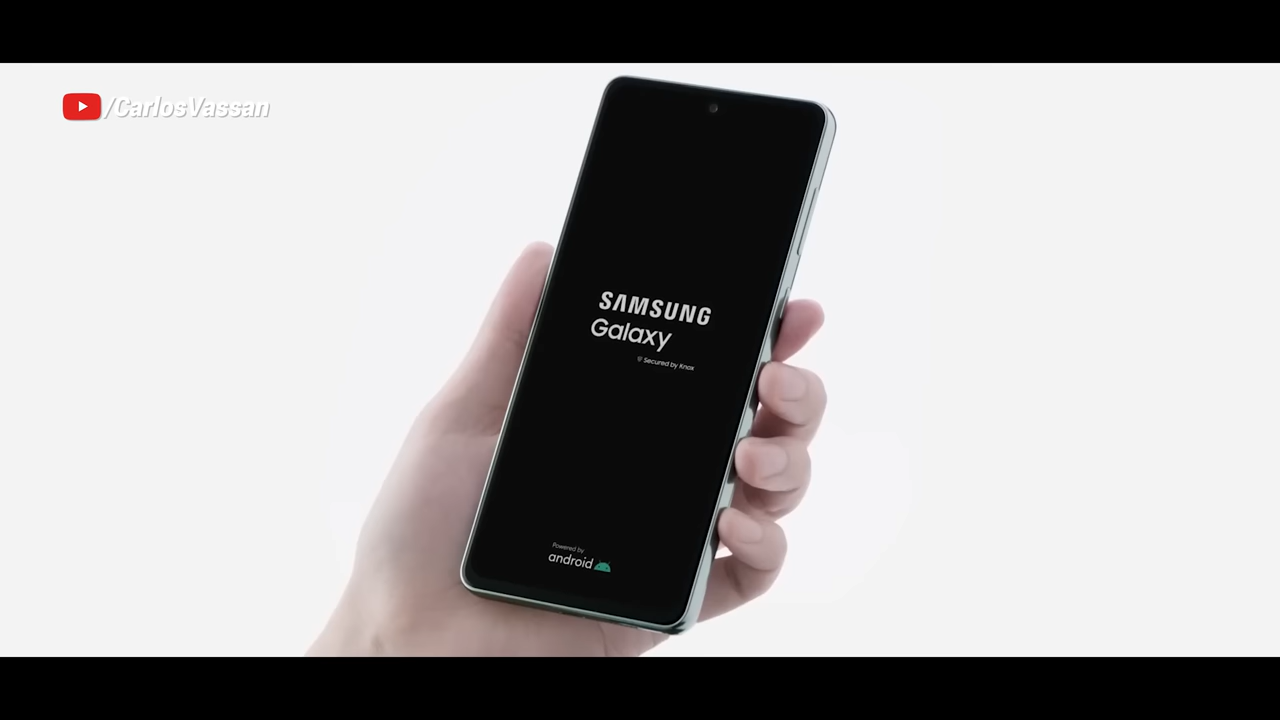 /CarlosVassan
SAMSUNG
Galaxy
Secured by Knox
Powered by
android